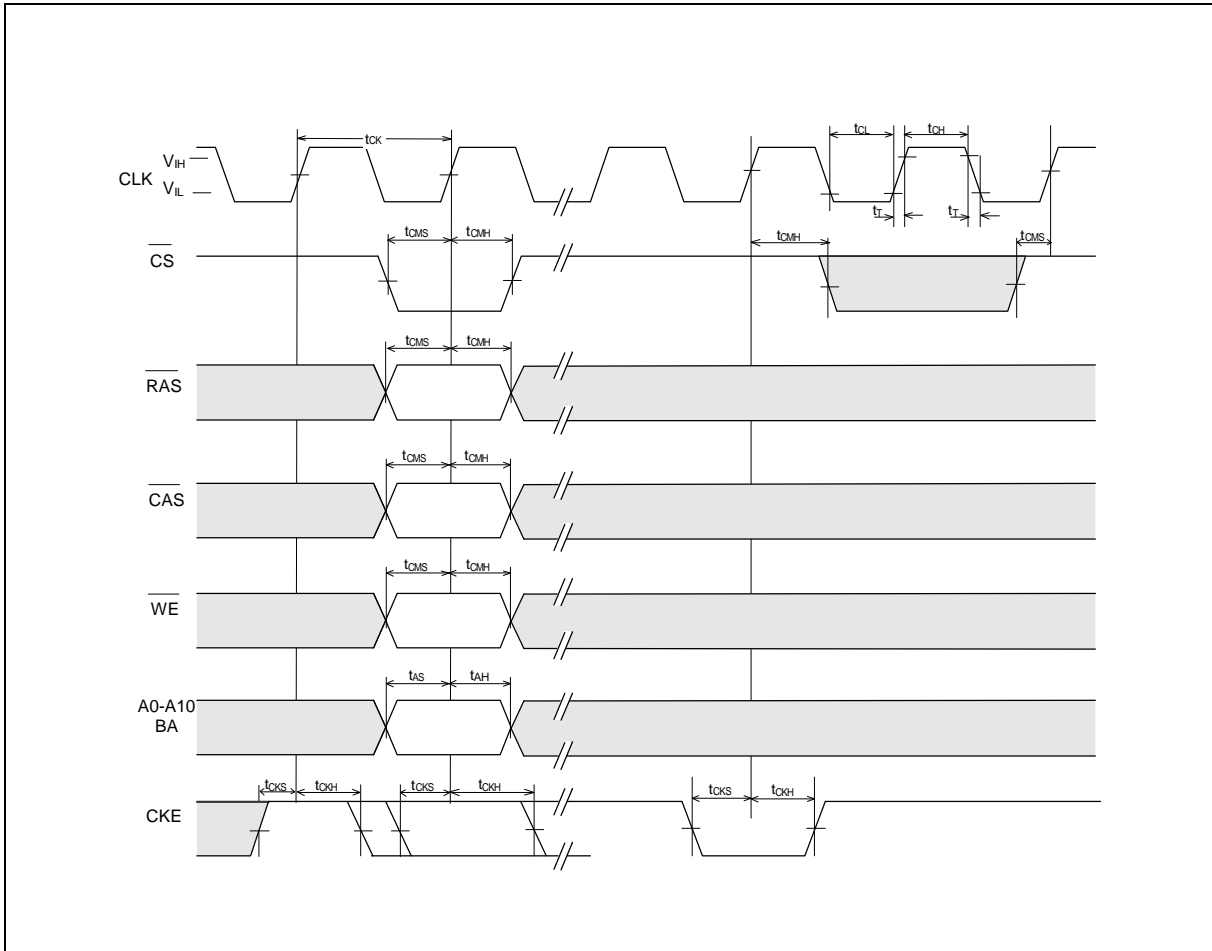 tCK tCL tCH
VIH
CLK
VIL
tT tT
tCMS tCMH tCMH tCMS
CS
tCMS tCMH
RAS
tCMS tCMH
CAS
tCMS tCMH
WE
tAS tAH
A0-A10
BA
tCKS tCKH tCKS tCKH tCKS tCKH
CKE